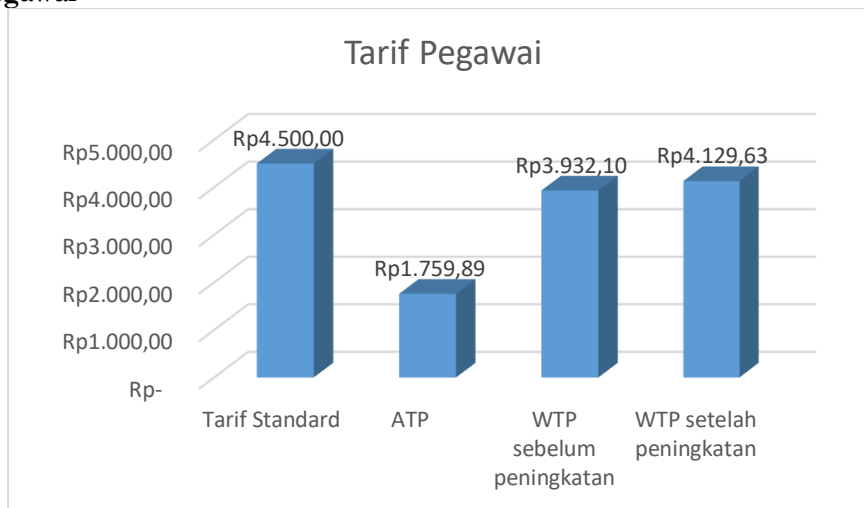 Tarif Pegawai
Rp5.000,00
Rp4.000,00
Rp3.000,00
Rp2.000,00
Rp1.000,00
Rp-
Rp4.500,00
Rp1.759,89
Rp3.932,10
Rp4.129,63
Tarif Standard
ATP
WTP
sebelum
peningkatan
WTP setelah
peningkatan